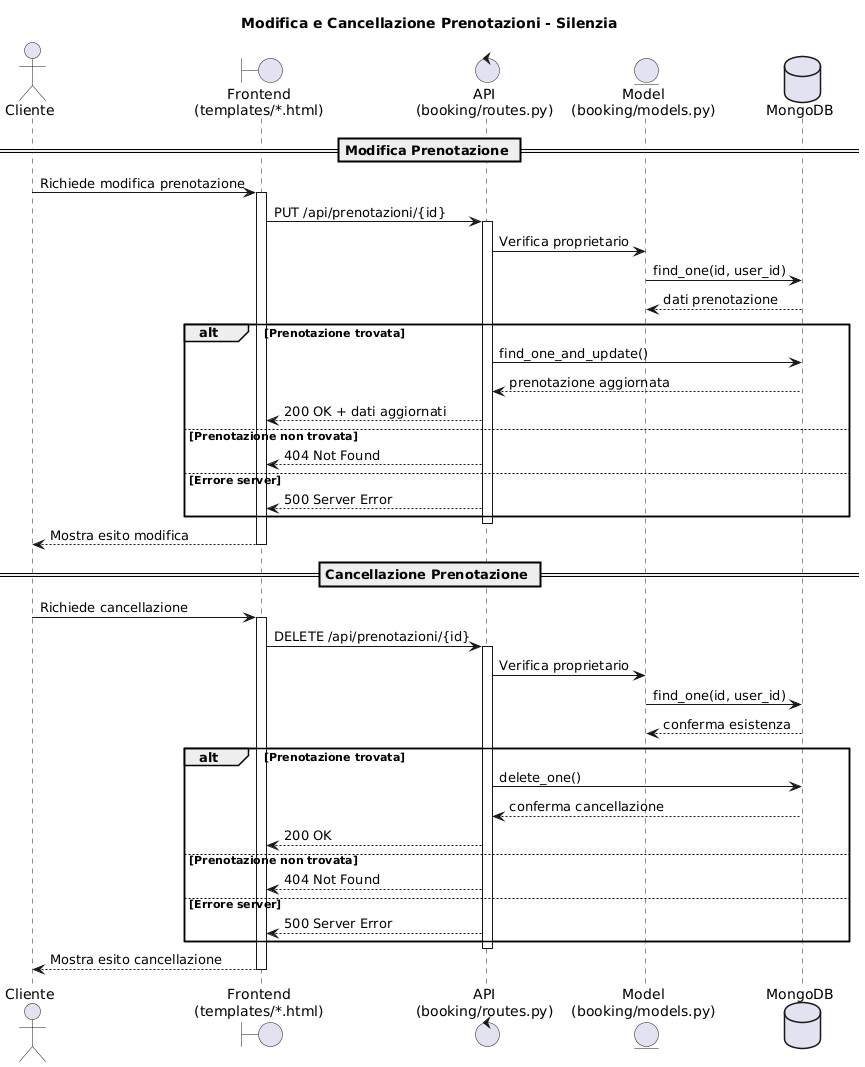 Modifica e Cancellazione Prenotazioni - Silenzia
Cliente
Frontend
(templates/*.html)
API
(booking/routes.py)
Model
(booking/models.py)
MongoDB
Modifica Prenotazione
Richiede modifica prenotazione
PUT /api/prenotazioni/{id}
Verifica proprietario
find_one(id, user_id)
dati prenotazione
alt
[Prenotazione trovata]
find_one_and_update()
prenotazione aggiornata
200 OK + dati aggiornati
[Prenotazione non trovata]
404 Not Found
[Errore server]
500 Server Error
Mostra esito modifica
Cancellazione Prenotazione
Richiede cancellazione
DELETE /api/prenotazioni/{id}
Verifica proprietario
find_one(id, user_id)
conferma esistenza
alt
[Prenotazione trovata]
delete_one()
conferma cancellazione
200 OK
[Prenotazione non trovata]
404 Not Found
[Errore server]
500 Server Error
Mostra esito cancellazione
Cliente
Frontend
(templates/*.html)
API
(booking/routes.py)
Model
(booking/models.py)
MongoDB